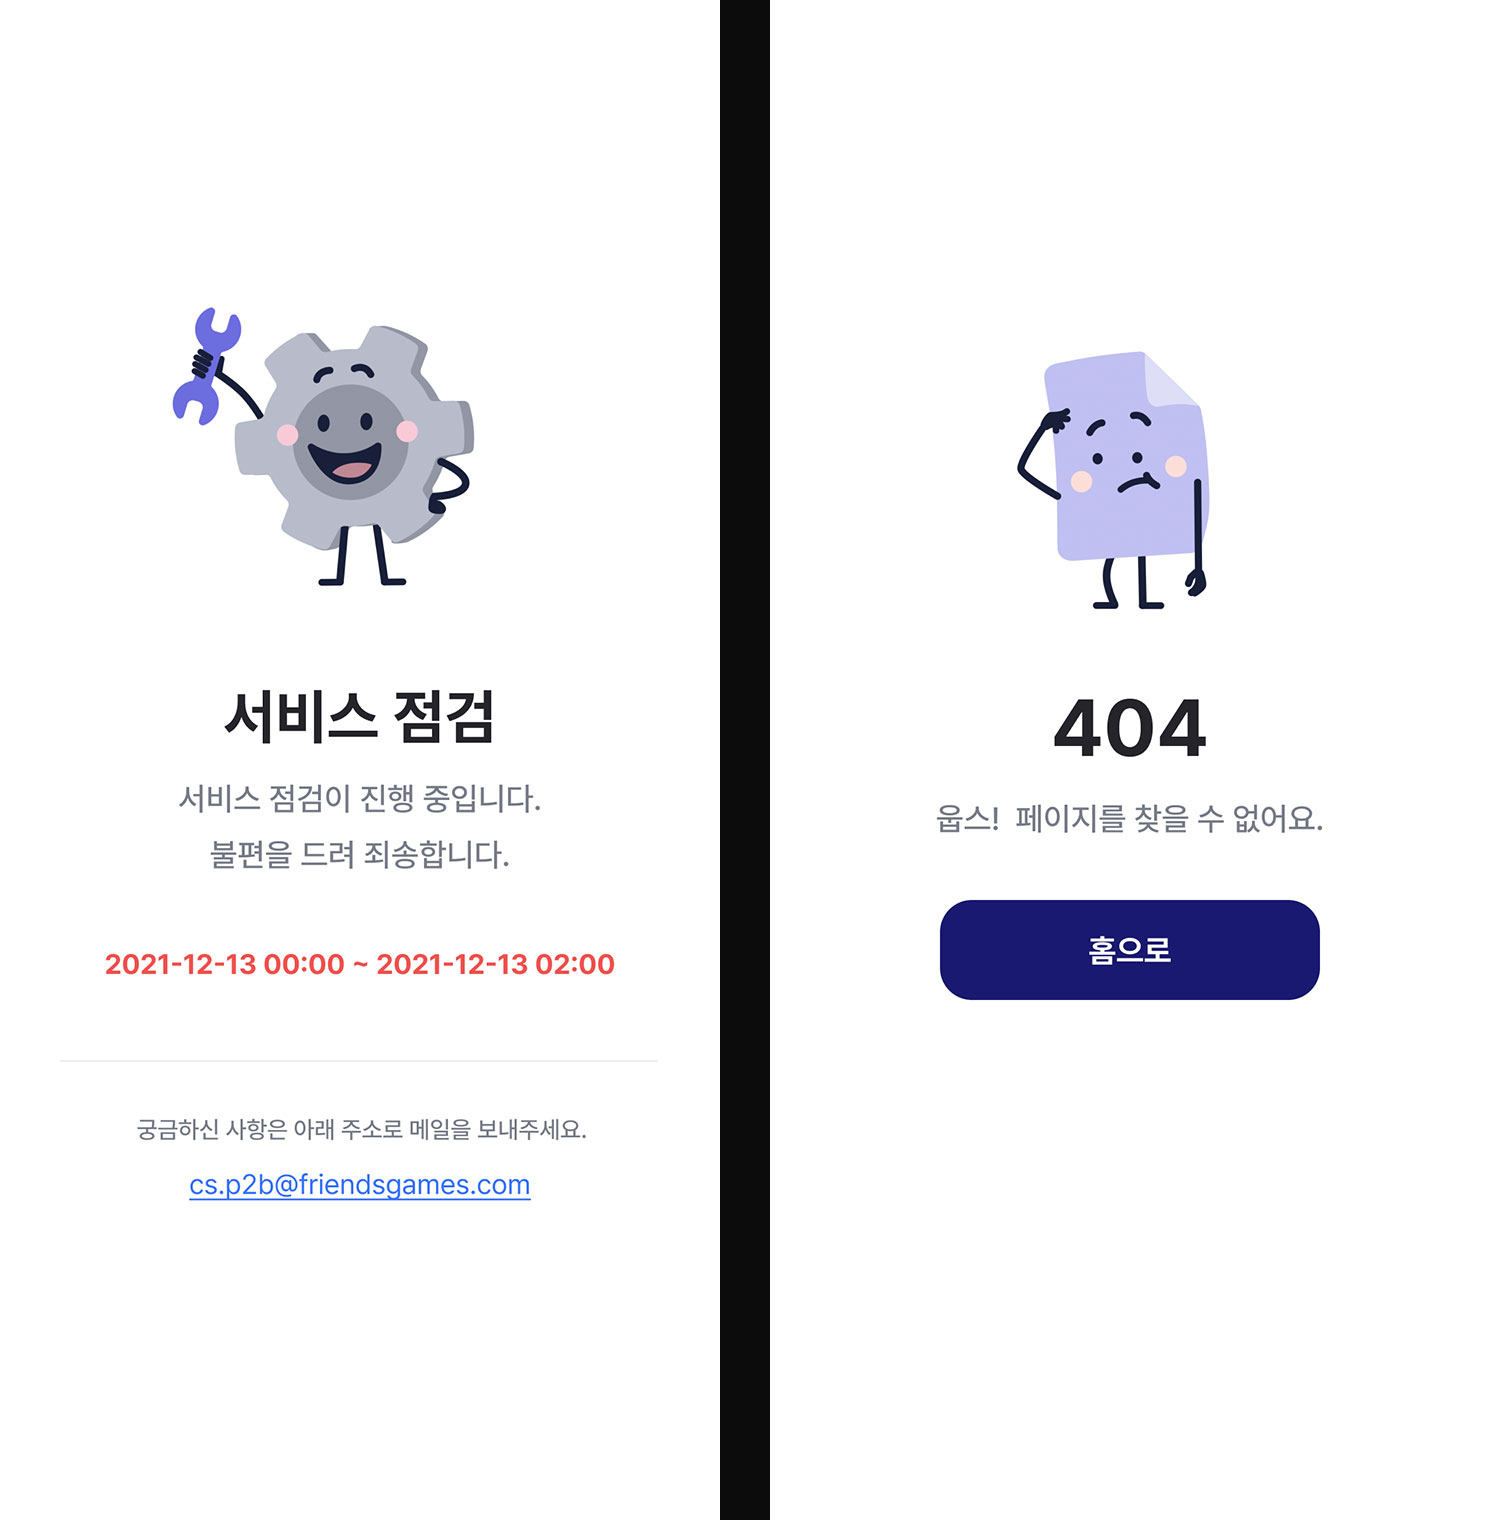 서비스 점검
서비스 점검이 진행 중입니다.
불편을 드려 죄송합니다.
2021-12-13 00:00 ~ 2021-12-13 02:00
궁금하신 사항은 아래 주소로 메일을 보내주세요.
cs.p2b@friendsgames.com
404
웁스! 페이지를 찾을 수 없어요.
홈으로